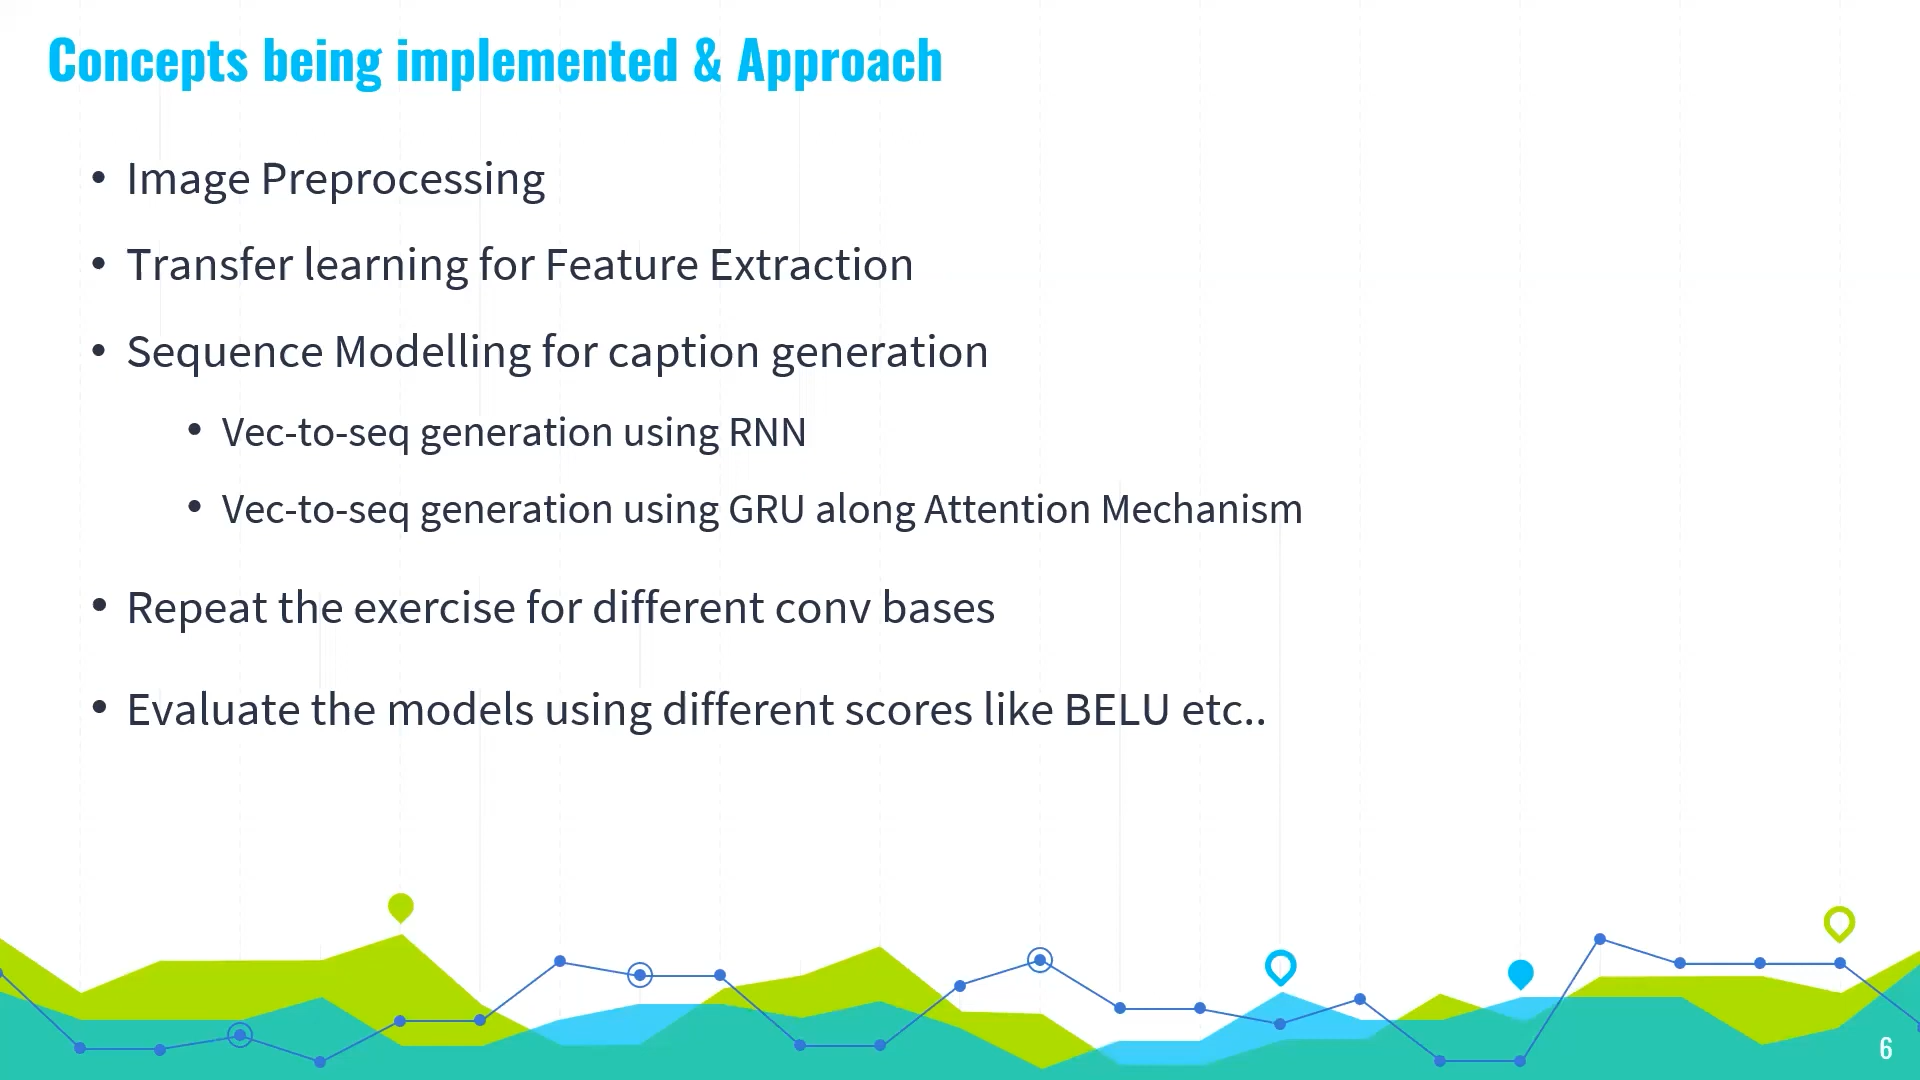 Concepts being implemented & Approach
• Image Preprocessing
• Transfer learning for Feature Extraction
• Sequence Modelling for caption generation
• Vec-to-seq generation using RNN
• Vec-to-seq generation using GRU along Attention Mechanism
• Repeat the exercise for different conv bases
• Evaluate the models using different scores like BELU etc..
6